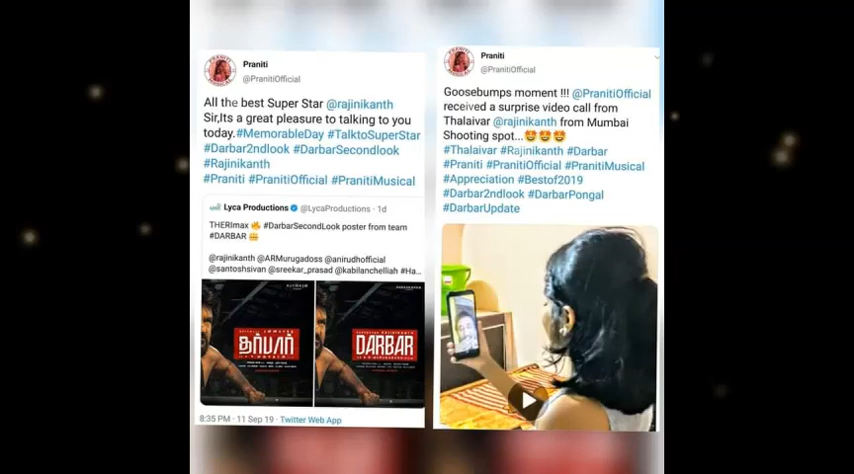 Praniti
@PranitiOfficial
All the best Super Star @rajinikanth
Sir,Its a great pleasure to talking to you
today.#MemorableDay #TalktoSuperStar
#Darbar2ndlook #DarbarSecondlook
#Rajinikanth
#Praniti #PranitiOfficial #PranitiMusical
Lyca Productions @LycaProductions · 1d
THERImax 🔥 #DarbarSecondLook poster from team
#DARBAR 🤗
@rajinikanth @ARMurugadoss @anirudhofficial
@santoshsivan @sreekar_prasad @kabilanchelliah #Ha...
தர்பார்
DARBAR
8:35 PM · 11 Sep 19 · Twitter Web App
Praniti
@PranitiOfficial
Goosebumps moment !!! @PranitiOfficial
received a surprise video call from
Thalaivar @rajinikanth from Mumbai
Shooting spot...😍😍😍
#Thalaivar #Rajinikanth #Darbar
#Praniti #PranitiOfficial #PranitiMusical
#Appreciation #Bestof2019
#Darbar2ndlook #DarbarPongal
#DarbarUpdate